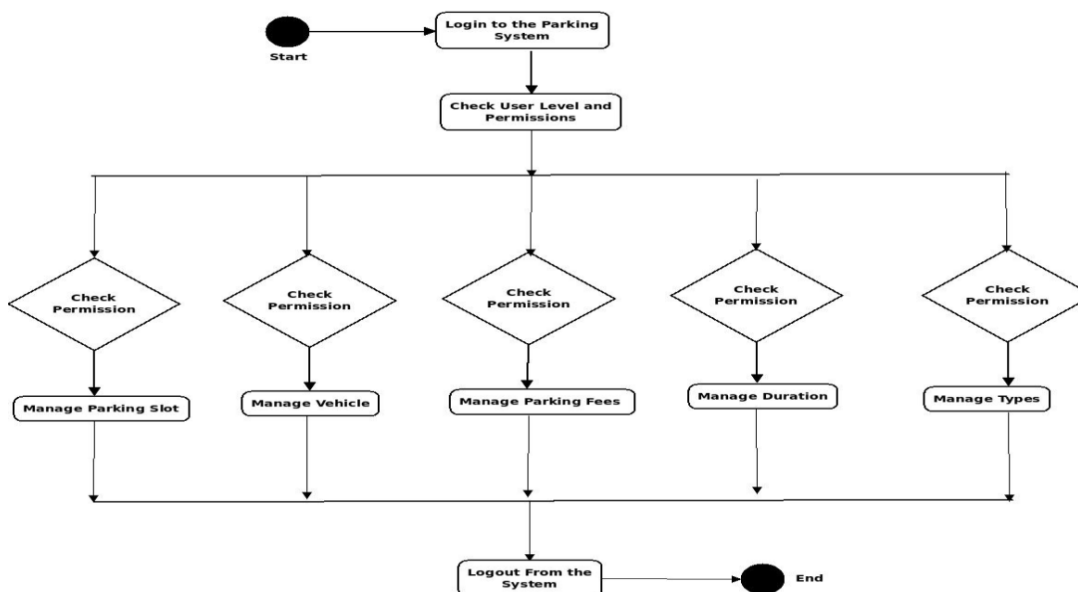 Login to the Parking
System
Start
Check User Level and
Permissions
Check
Permission
Check
Permission
Check
Permission
Check
Permission
Check
Permission
Manage Parking Slot
Manage Vehicle
Manage Parking Fees
Manage Duration
Manage Types
Logout From the
System
End